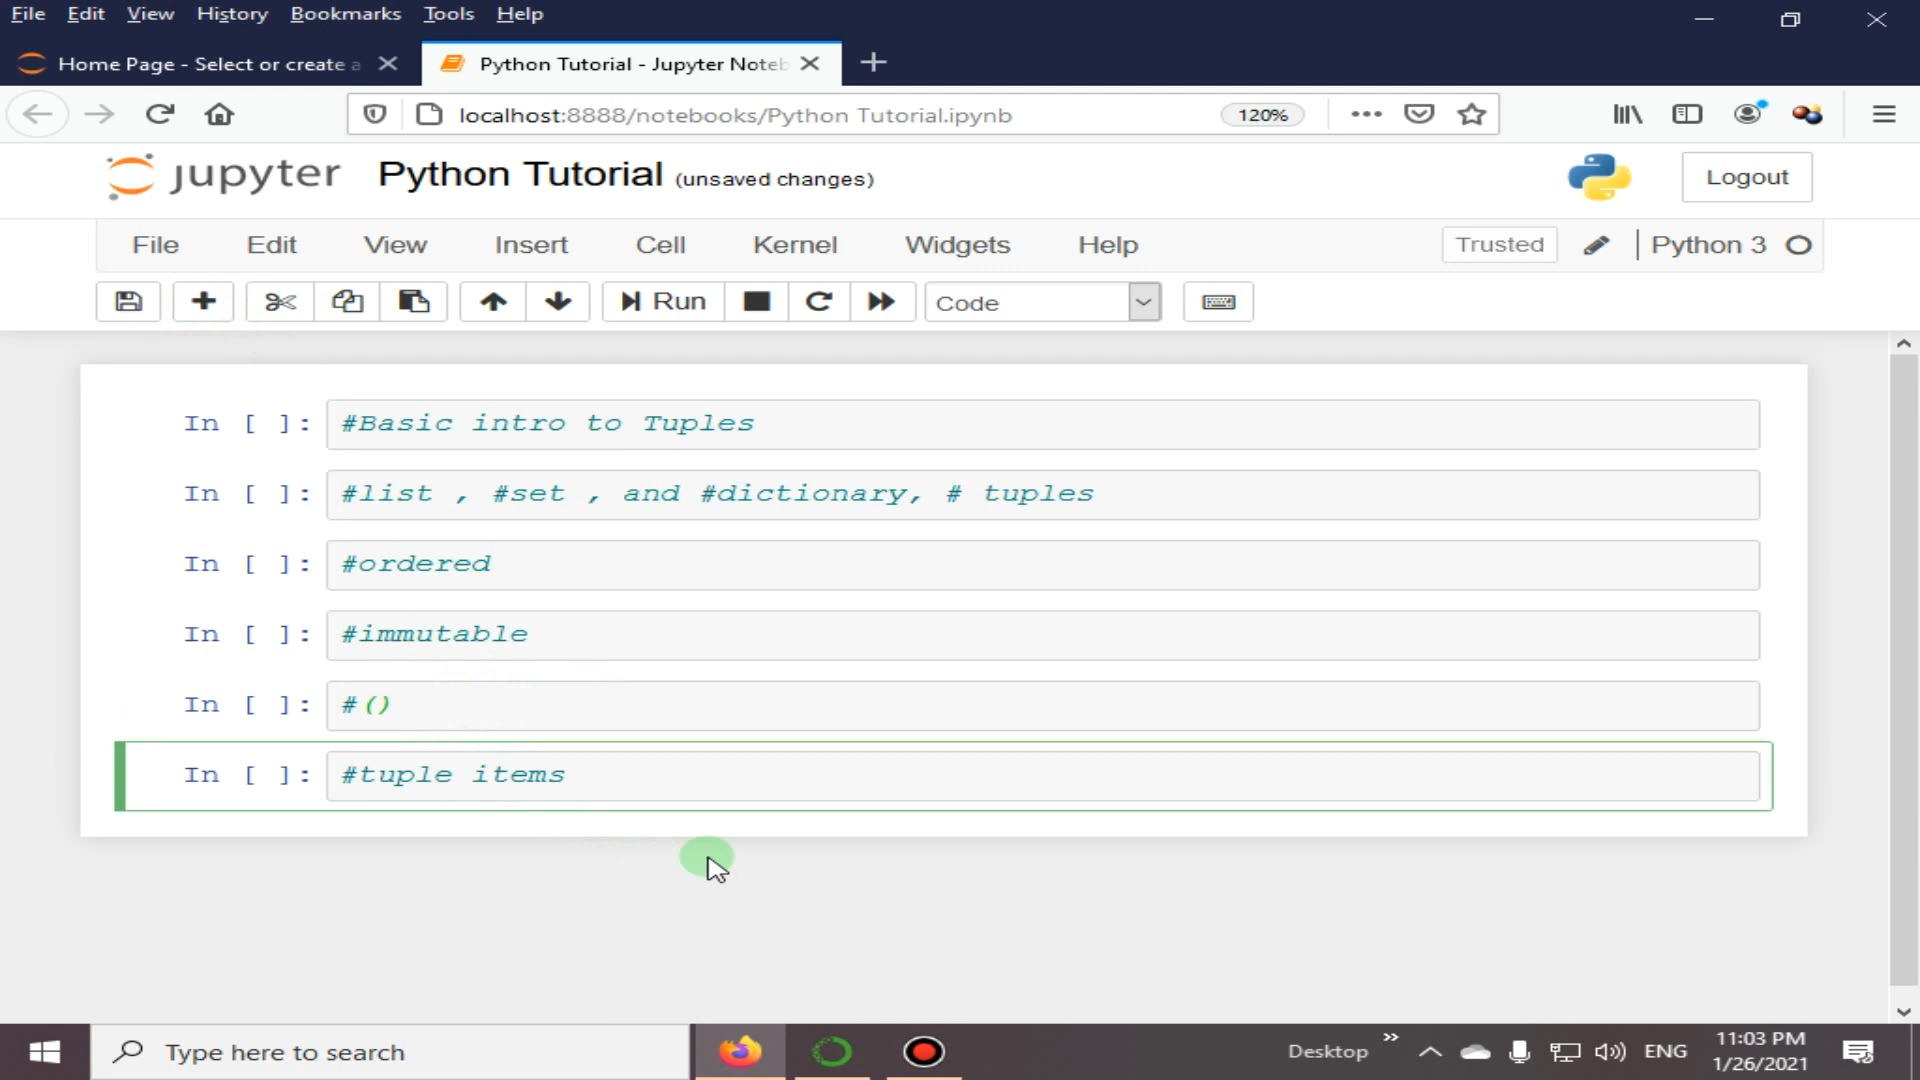 File Edit View History Bookmarks Tools Help
Home Page - Select or create a
Python Tutorial - Jupyter Noteb
localhost:8888/notebooks/Python Tutorial.ipynb 120%
jupyter Python Tutorial (unsaved changes) Logout
File Edit View Insert Cell Kernel Widgets Help Trusted Python 3
Run Code
In [ ]: #Basic intro to Tuples
In [ ]: #list , #set , and #dictionary, # tuples
In [ ]: #ordered
In [ ]: #immutable
In [ ]: #()
In [ ]: #tuple items
Type here to search Desktop ENG 11:03 PM
1/26/2021